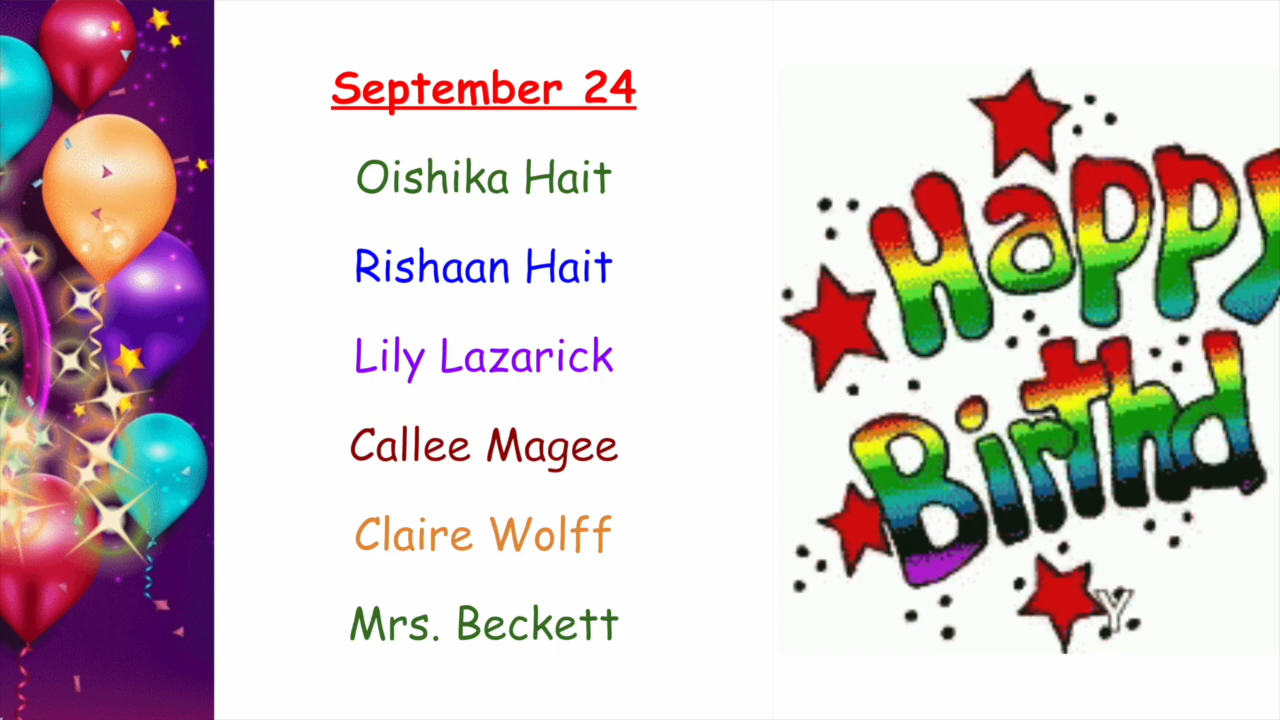 September 24
Oishika Hait
Rishaan Hait
Lily Lazarick
Callee Magee
Claire Wolff
Mrs. Beckett
Happy
Birthd
Y